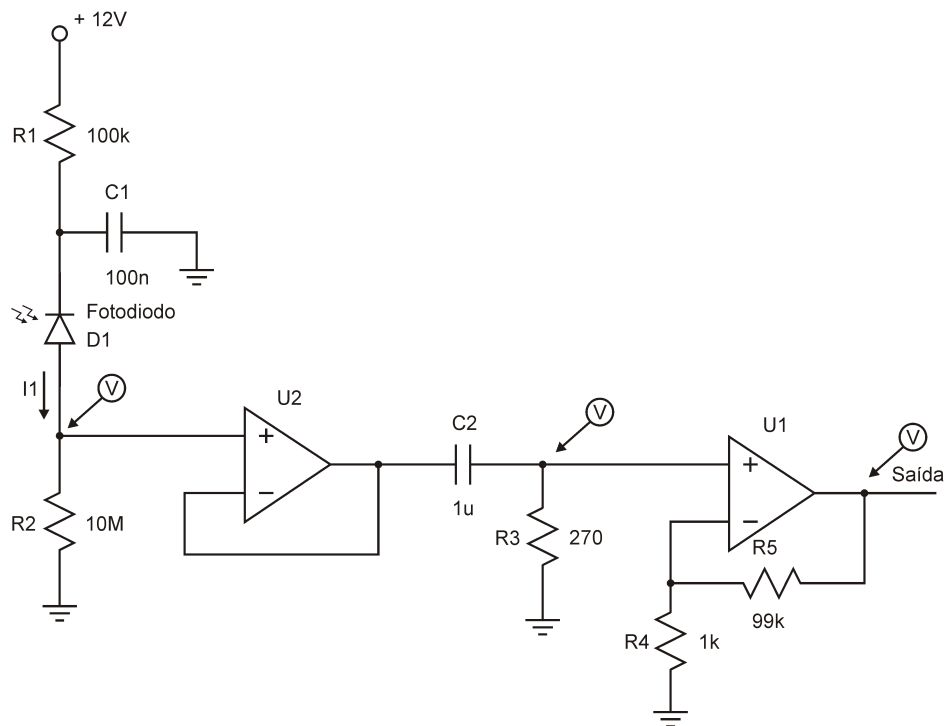 + 12V
R1
100k
C1
100n
Fotodiodo
D1
I1
V
R2
10M
U2
+
−
C2
1u
V
R3
270
U1
+
−
V
Saída
R5
99k
R4
1k